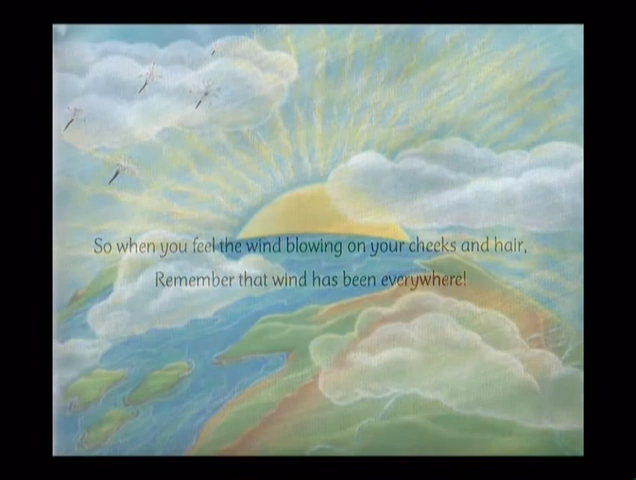 So when you feel the wind blowing on your cheeks and hair,
Remember that wind has been everywhere!